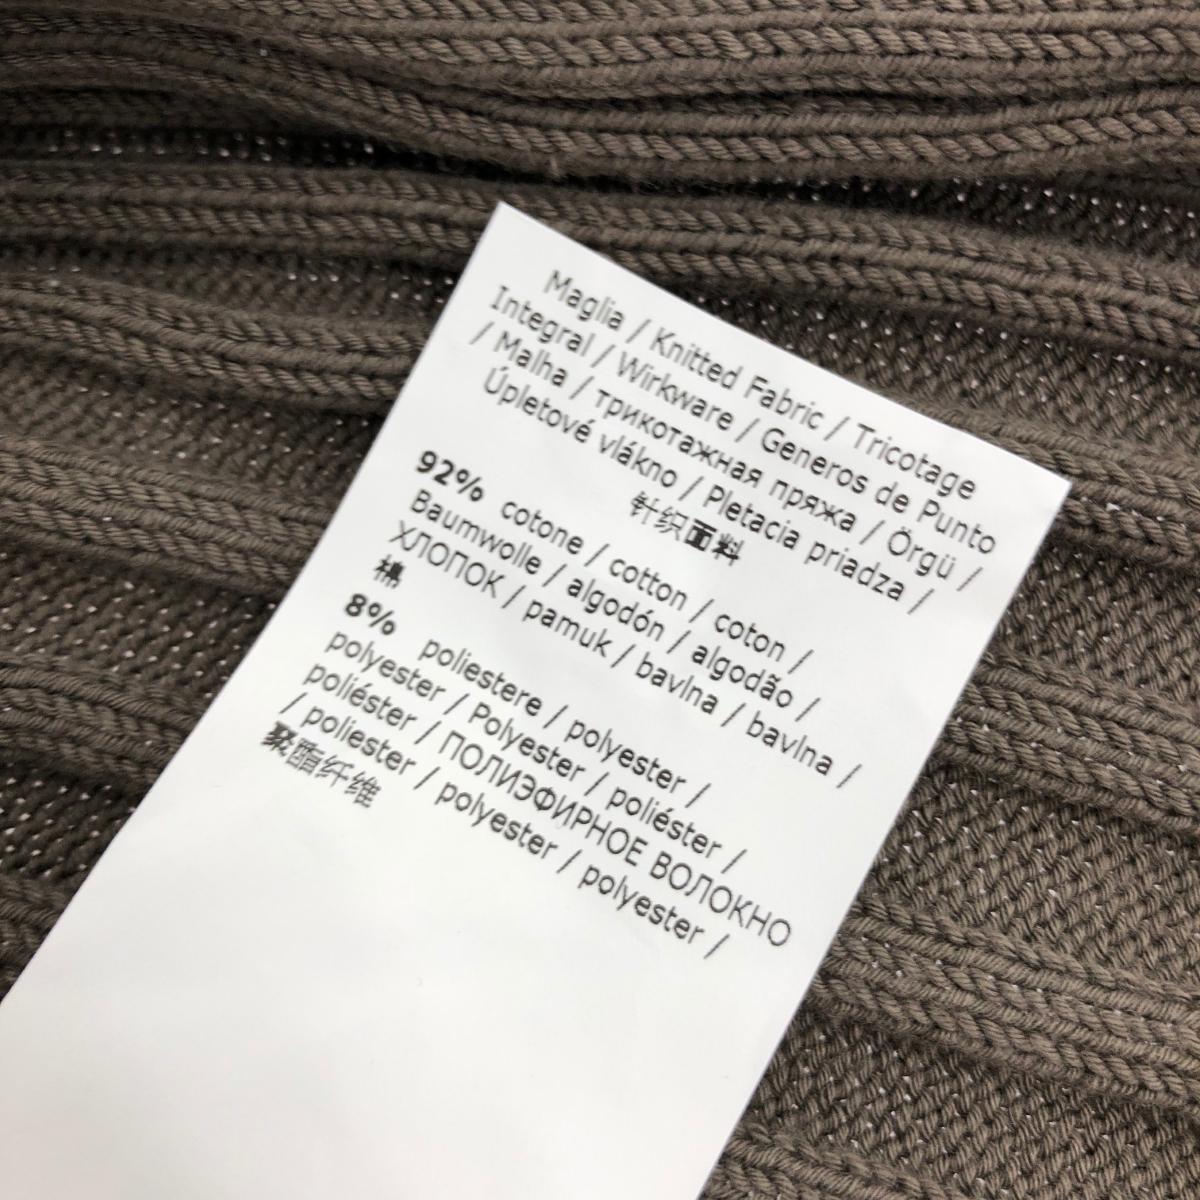 Maglia / Knitted Fabric / Tricotage
Integral / Wirkware / Generos de Punto
/ Malha / трикотажная пряжа / Örgü /
Úpletové vlákno / Pletacia priadza /
针织面料
92% cotone / cotton / coton /
Baumwolle / algodón / algodão /
ХЛОПОК / pamuk / bavlna / bavlna /
棉
8% poliestere / polyester /
polyester / Polyester / poliéster /
poliéster / ПОЛИЭФИРНОЕ ВОЛОКНО
/ poliester / polyester / polyester /
聚酯纤维